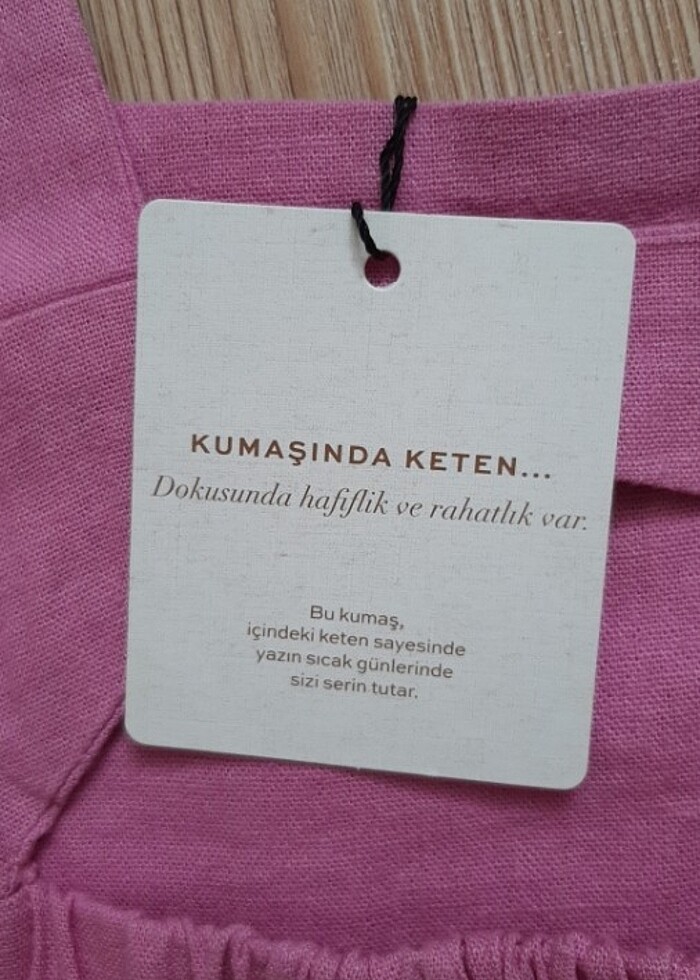 KUMAŞINDA KETEN...
Dokusunda hafiflik ve rahatlık var.
Bu kumaş,
içindeki keten sayesinde
yazın sıcak günlerinde
sizi serin tutar.